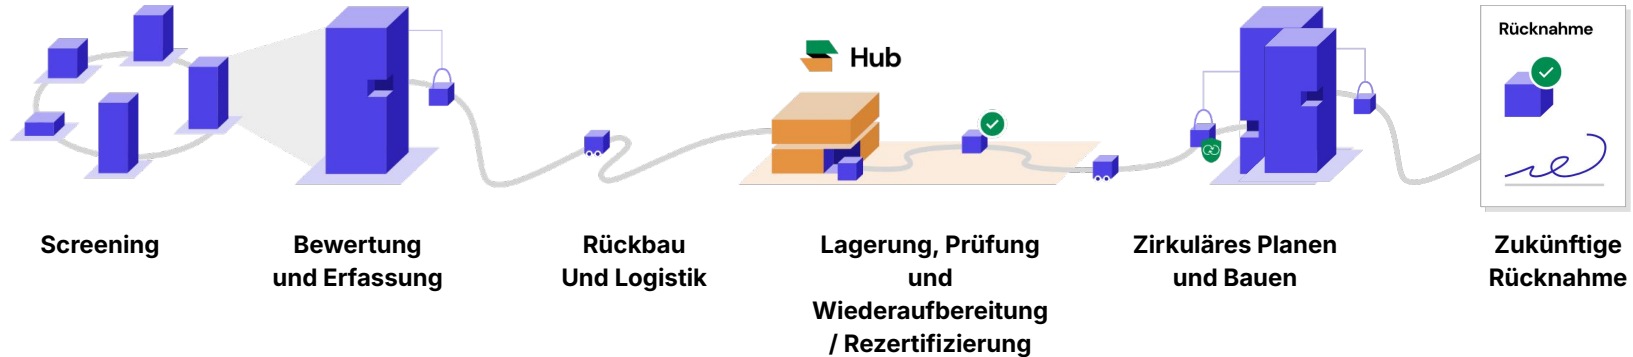 Rücknahme
Hub
Screening
Bewertung
und Erfassung
Rückbau
Und Logistik
Lagerung, Prüfung
und
Wiederaufbereitung
/ Rezertifizierung
Zirkuläres Planen
und Bauen
Zukünftige
Rücknahme